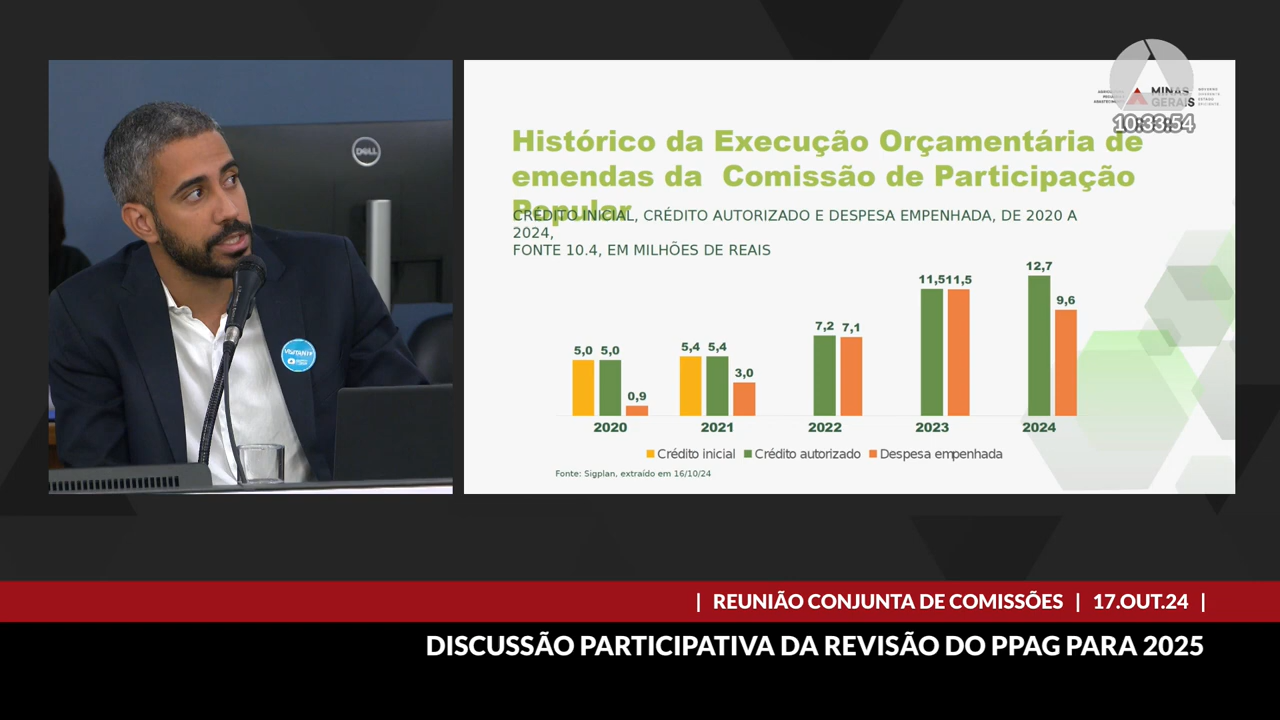 DELL
VISITANTE
MINAS
GERAIS
10:33:54
Histórico da Execução Orçamentária de
emendas da Comissão de Participação
Popular
CRÉDITO INICIAL, CRÉDITO AUTORIZADO E DESPESA EMPENHADA, DE 2020 A
2024,
FONTE 10.4, EM MILHÕES DE REAIS
5,0 5,0 0,9
5,4 5,4 3,0
7,2 7,1
11,5 11,5
12,7 9,6
2020 2021 2022 2023 2024
Crédito inicial Crédito autorizado Despesa empenhada
Fonte: Sigplan, extraído em 16/10/24
| REUNIÃO CONJUNTA DE COMISSÕES | 17.OUT.24 |
DISCUSSÃO PARTICIPATIVA DA REVISÃO DO PPAG PARA 2025